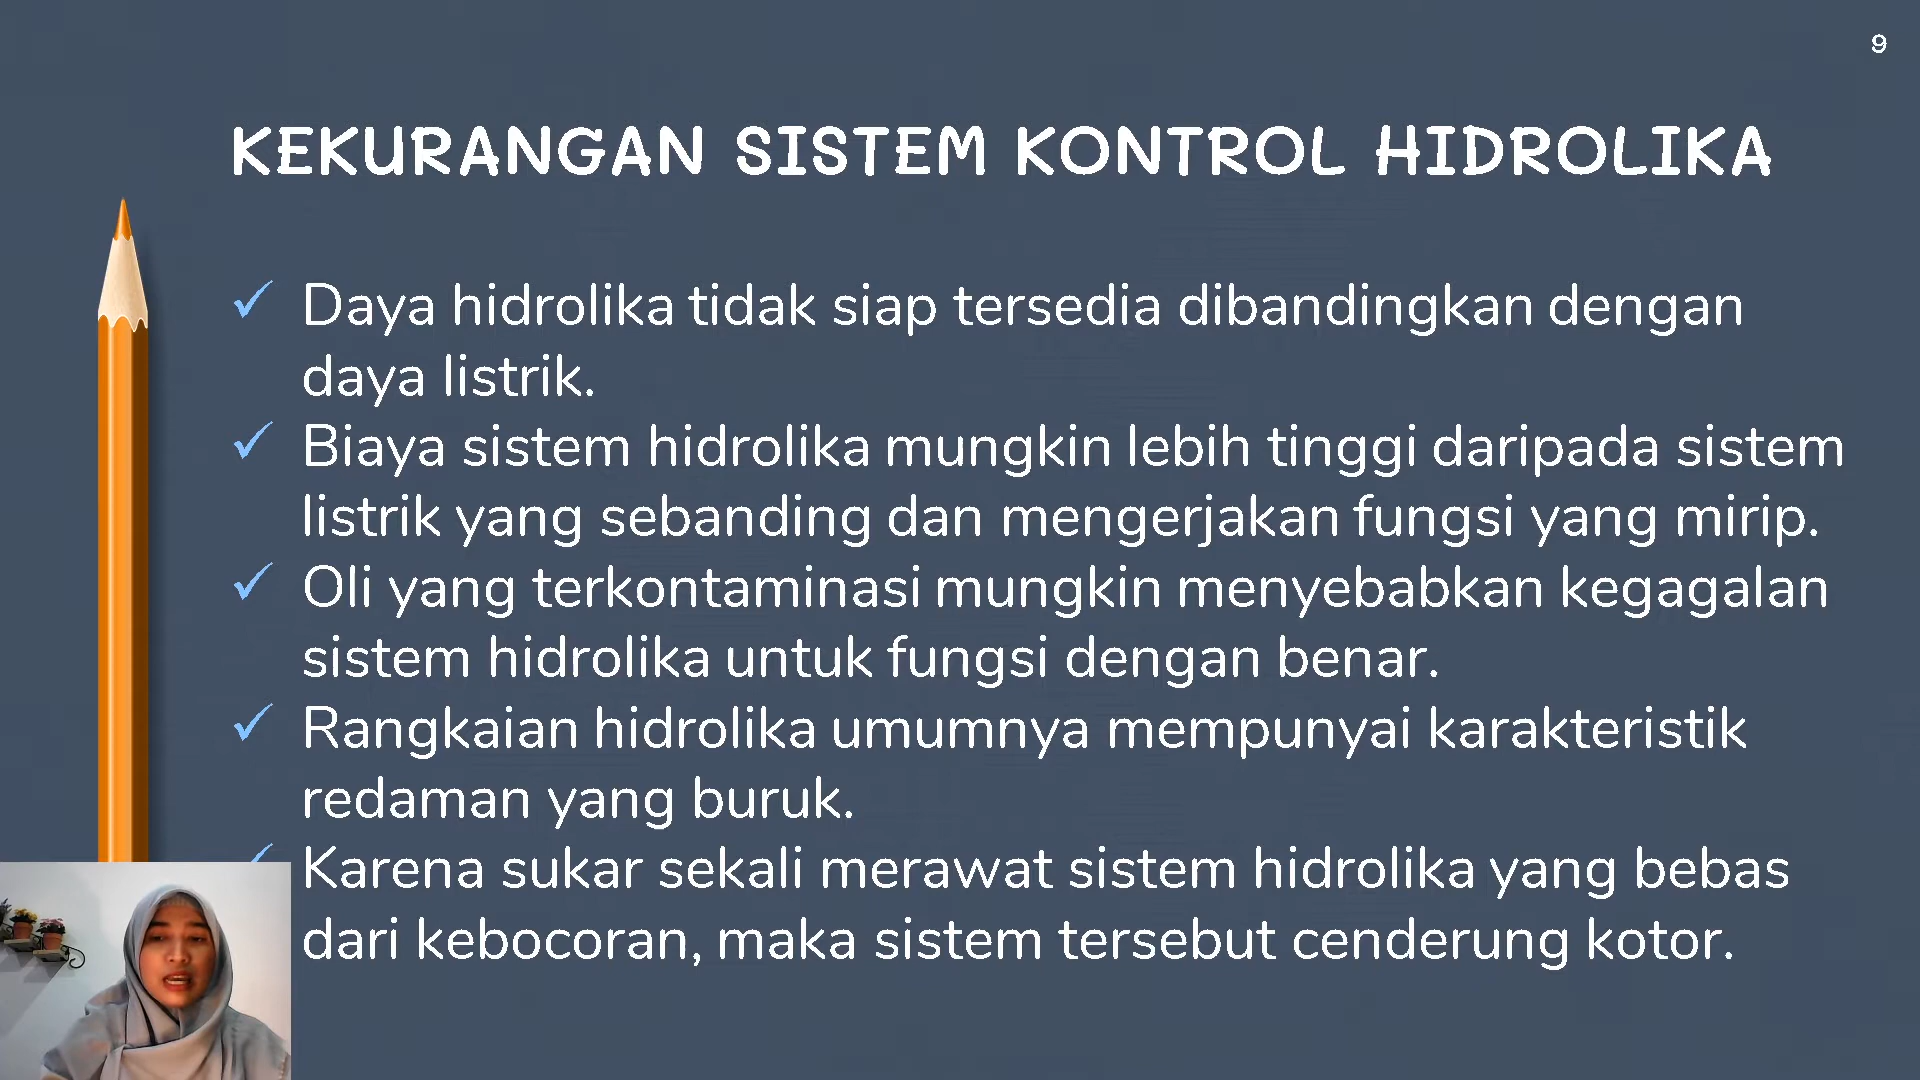 9
KEKURANGAN SISTEM KONTROL HIDROLIKA
Daya hidrolika tidak siap tersedia dibandingkan dengan
daya listrik.
Biaya sistem hidrolika mungkin lebih tinggi daripada sistem
listrik yang sebanding dan mengerjakan fungsi yang mirip.
Oli yang terkontaminasi mungkin menyebabkan kegagalan
sistem hidrolika untuk fungsi dengan benar.
Rangkaian hidrolika umumnya mempunyai karakteristik
redaman yang buruk.
Karena sukar sekali merawat sistem hidrolika yang bebas
dari kebocoran, maka sistem tersebut cenderung kotor.